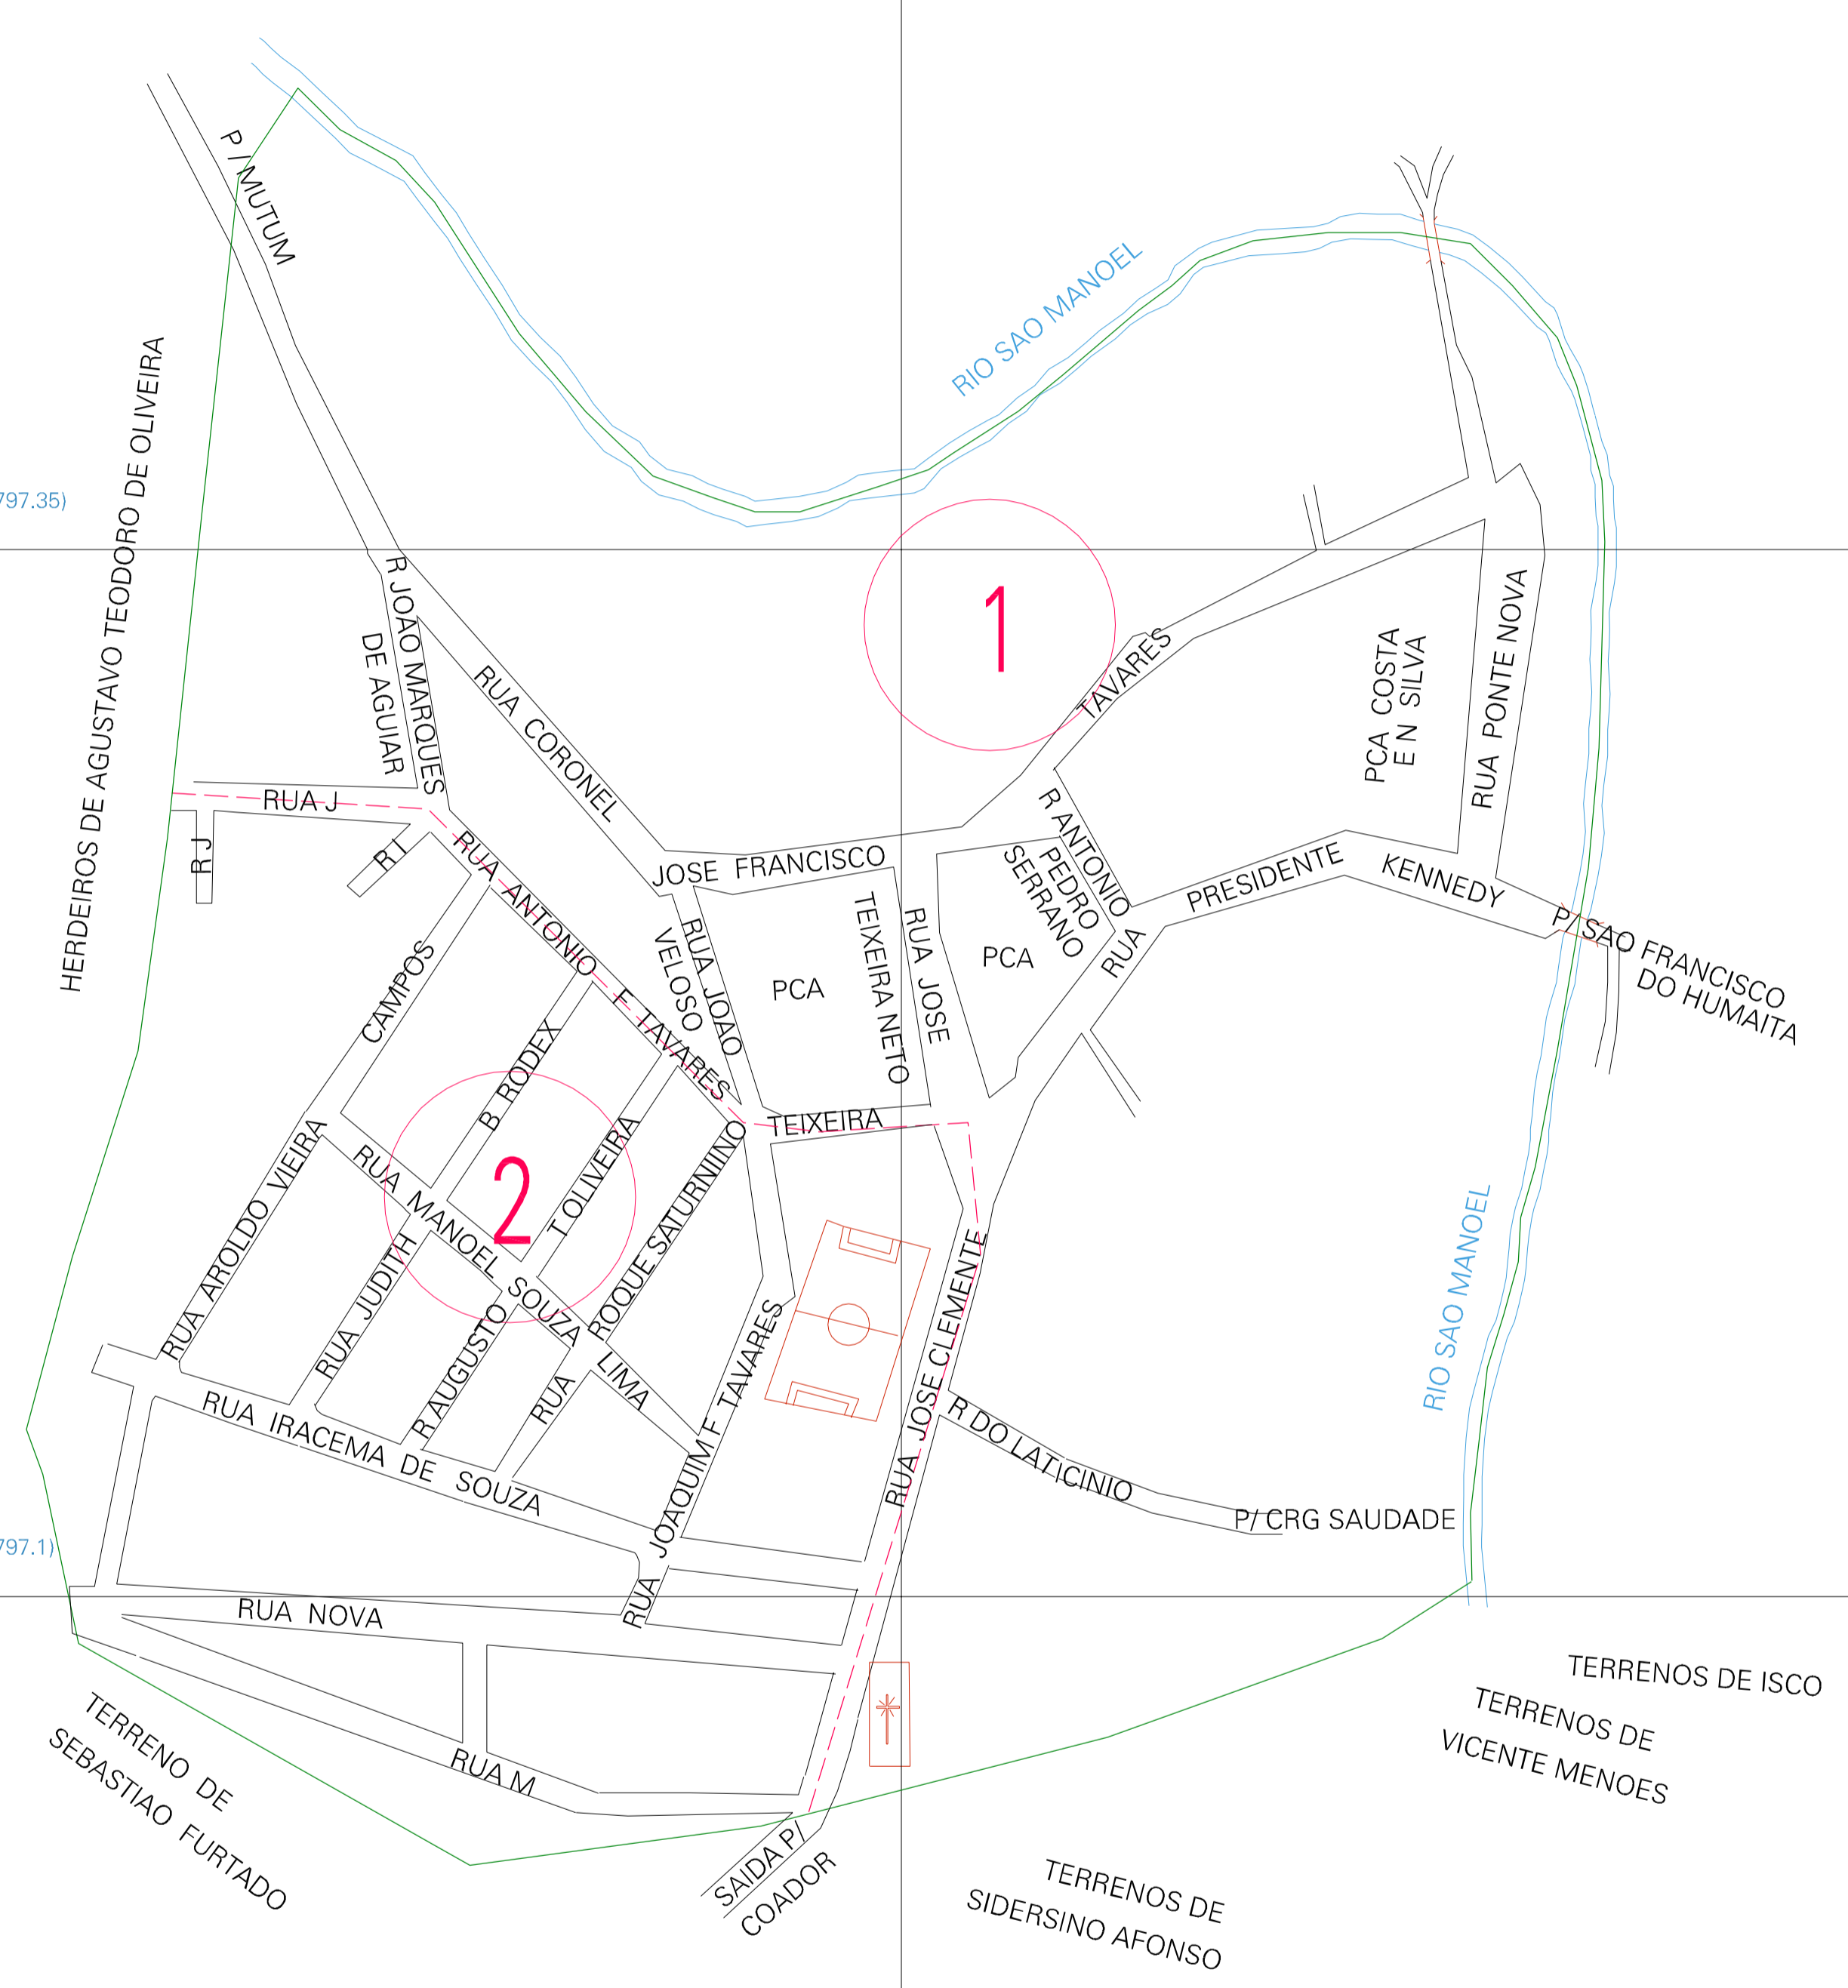 P/ MUTUM
RIO SAO MANOEL
HERDEIROS DE AGUSTAVO TEODORO DE OLIVEIRA
797.35)
1
R JOAO MARQUES
DE AGUIAR
RUA CORONEL
JOSE FRANCISCO
TAVARES
PCA COSTA
E N SILVA
RUA PONTE NOVA
RUA J
R J
R I
RUA ANTONIO F TAVARES
R ANTONIO
PEDRO
SERRANO
RUA PRESIDENTE KENNEDY
P/ SAO FRANCISCO
DO HUMAITA
RUA JOAO
VELOSO
PCA
TEIXEIRA NETO
RUA JOSE
PCA
TEIXEIRA
RUA AROLDO VIEIRA CAMPOS
RUA JUDITH B RODEX
R AUGUSTO T OLIVEIRA
RUA ROQUE SATURNIINO
2
RUA MANOEL SOUZA LIMA
RUA IRACEMA DE SOUZA
RUA JOAQUIM F TAVARES
RUA JOSE CLEMENTE
R DO LATICINIO
P/ CRG SAUDADE
RIO SAO MANOEL
797.1)
RUA NOVA
RUA M
TERRENO DE
SEBASTIAO FURTADO
SAIDA P/
COADOR
TERRENOS DE ISCO
TERRENOS DE
VICENTE MENOES
TERRENOS DE
SIDERSINO AFONSO